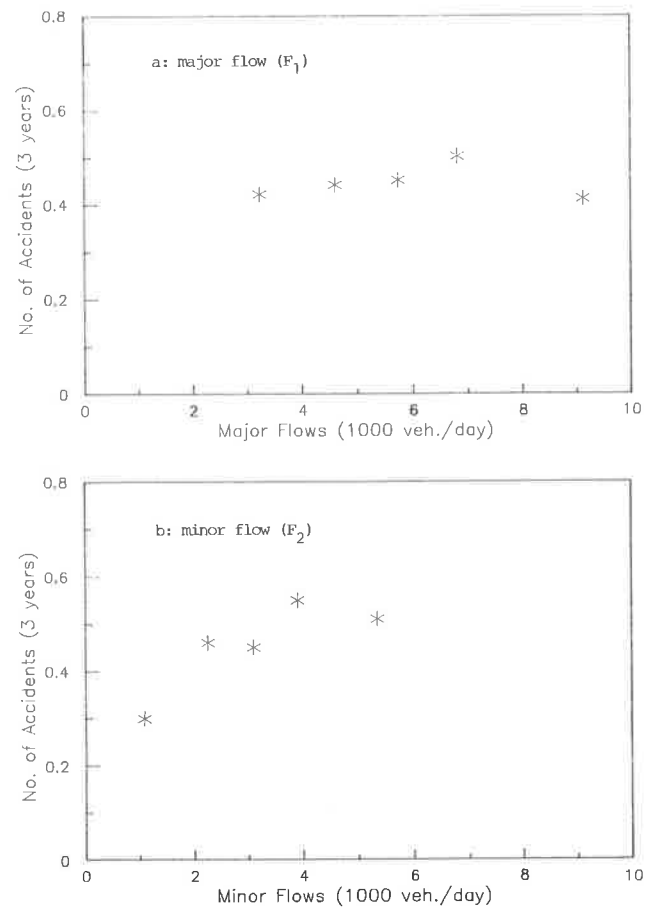 0.8
a: major flow (F1)
0.6
0.4
0.2
0
No. of Accidents (3 years)
0 2 4 6 8 10
Major Flows (1000 veh./day)
0.8
b: minor flow (F2)
0.6
0.4
0.2
0
No. of Accidents (3 years)
0 2 4 6 8 10
Minor Flows (1000 veh./day)